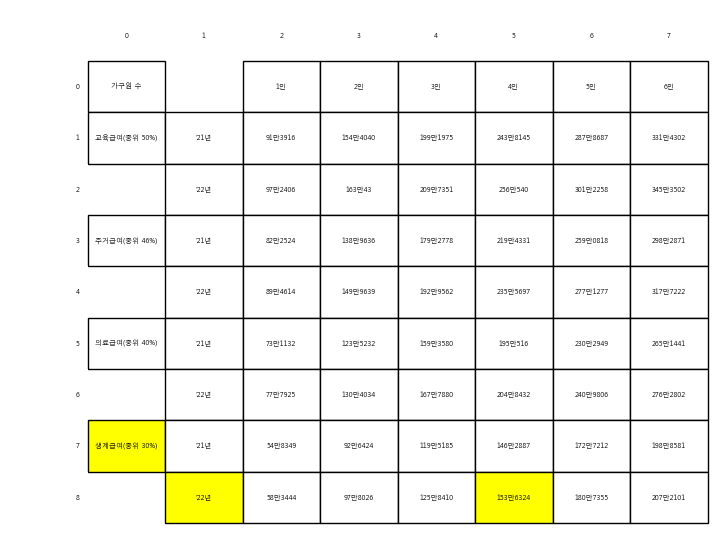 0 1 2 3 4 5 6 7
0 가구원 수 1인 2인 3인 4인 5인 6인
1 교육급여(중위 50%) '21년 91만3916 154만4040 199만1975 243만8145 287만8687 331만4302
2 '22년 97만2406 163만43 209만7351 256만540 301만2258 345만3502
3 주거급여(중위 46%) '21년 82만2524 138만9636 179만2778 219만4331 259만0818 298만2871
4 '22년 89만4614 149만9639 192만9562 235만5697 277만1277 317만7222
5 의료급여(중위 40%) '21년 73만1132 123만5232 159만3580 195만516 230만2949 265만1441
6 '22년 77만7925 130만4034 167만7880 204만8432 240만9806 276만2802
7 생계급여(중위 30%) '21년 54만8349 92만6424 119만5185 146만2887 172만7212 198만8581
8 '22년 58만3444 97만8026 125만8410 153만6324 180만7355 207만2101